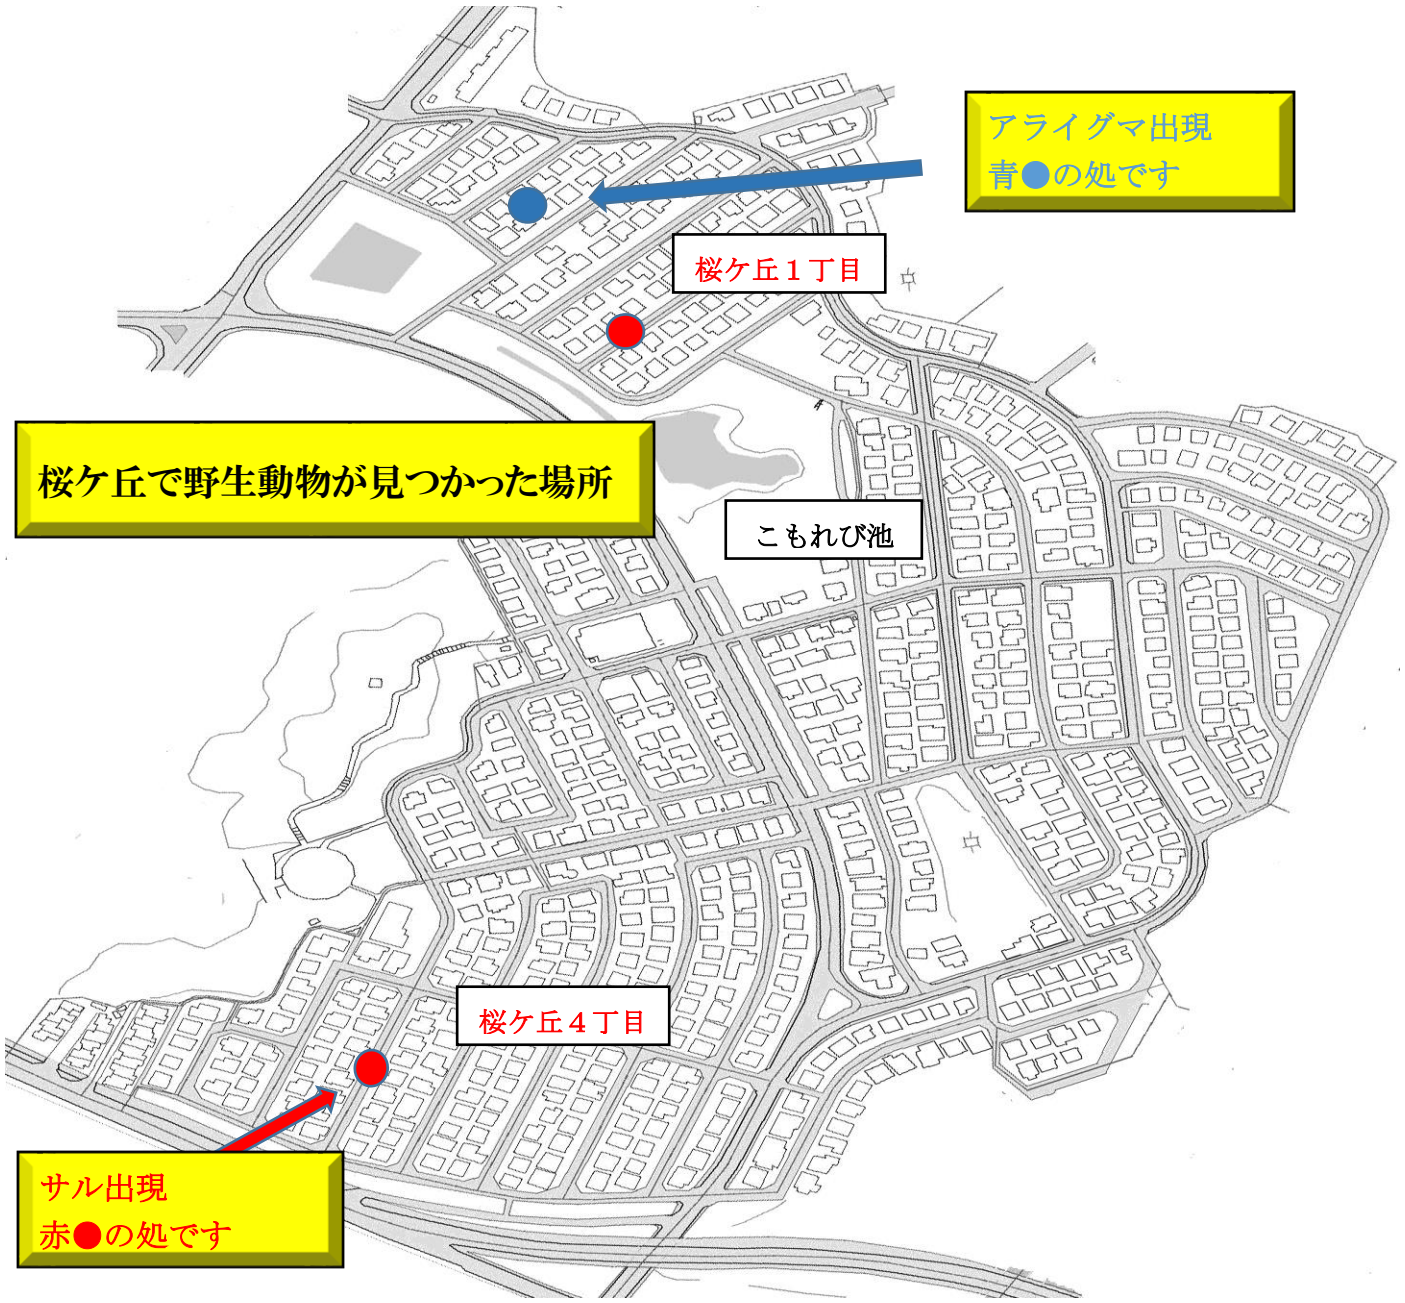 アライグマ出現
青●の処です
桜ケ丘１丁目
桜ケ丘で野生動物が見つかった場所
こもれび池
桜ケ丘４丁目
サル出現
赤●の処です